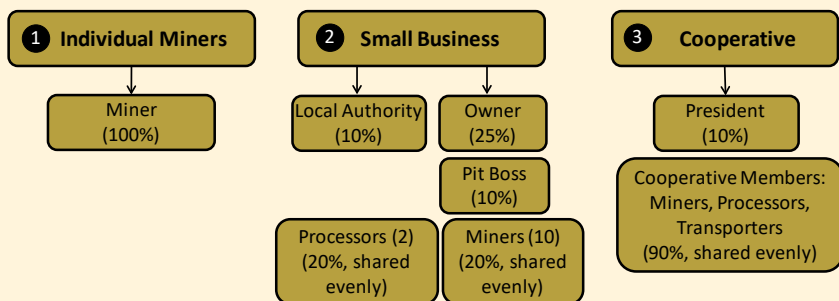 1 Individual Miners
Miner
(100%)
2 Small Business
Local Authority
(10%)
Owner
(25%)
Pit Boss
(10%)
Processors (2)
(20%, shared
evenly)
Miners (10)
(20%, shared
evenly)
3 Cooperative
President
(10%)
Cooperative Members:
Miners, Processors,
Transporters
(90%, shared evenly)